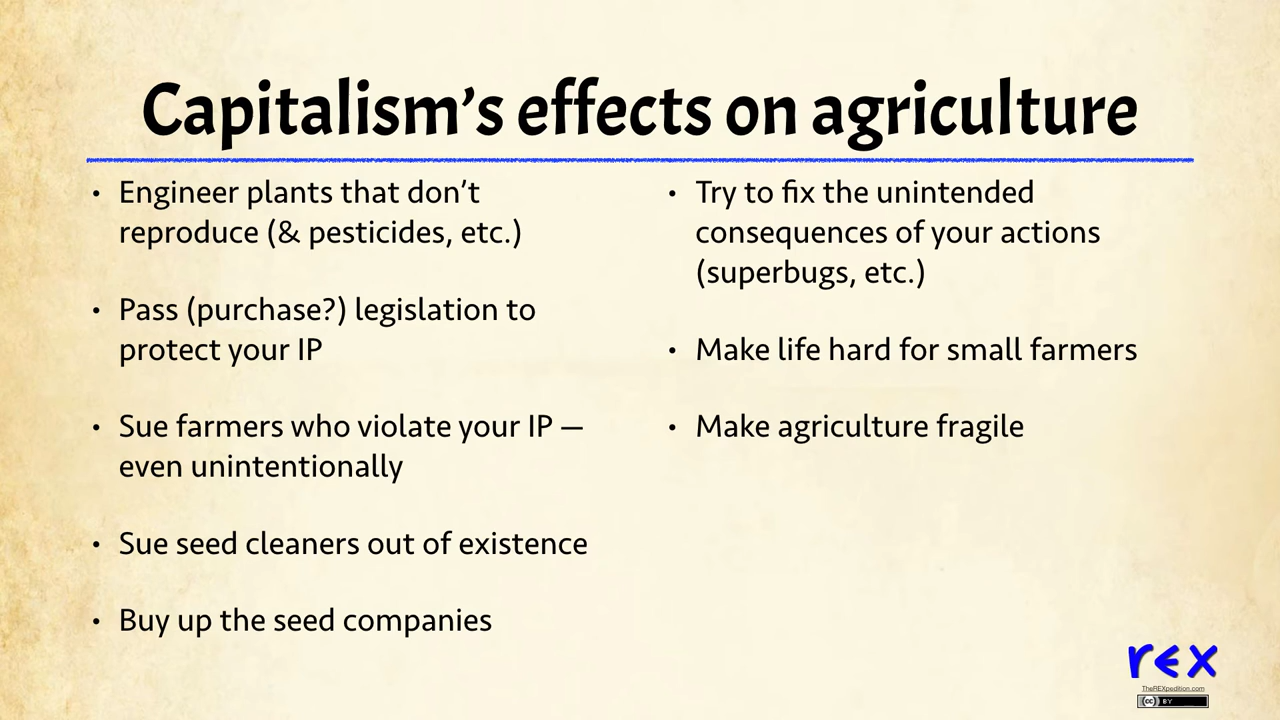 Capitalism’s effects on agriculture
• Engineer plants that don’t
reproduce (& pesticides, etc.)
• Pass (purchase?) legislation to
protect your IP
• Sue farmers who violate your IP —
even unintentionally
• Sue seed cleaners out of existence
• Buy up the seed companies
• Try to fix the unintended
consequences of your actions
(superbugs, etc.)
• Make life hard for small farmers
• Make agriculture fragile
rex
TheREXpedition.com
cc BY